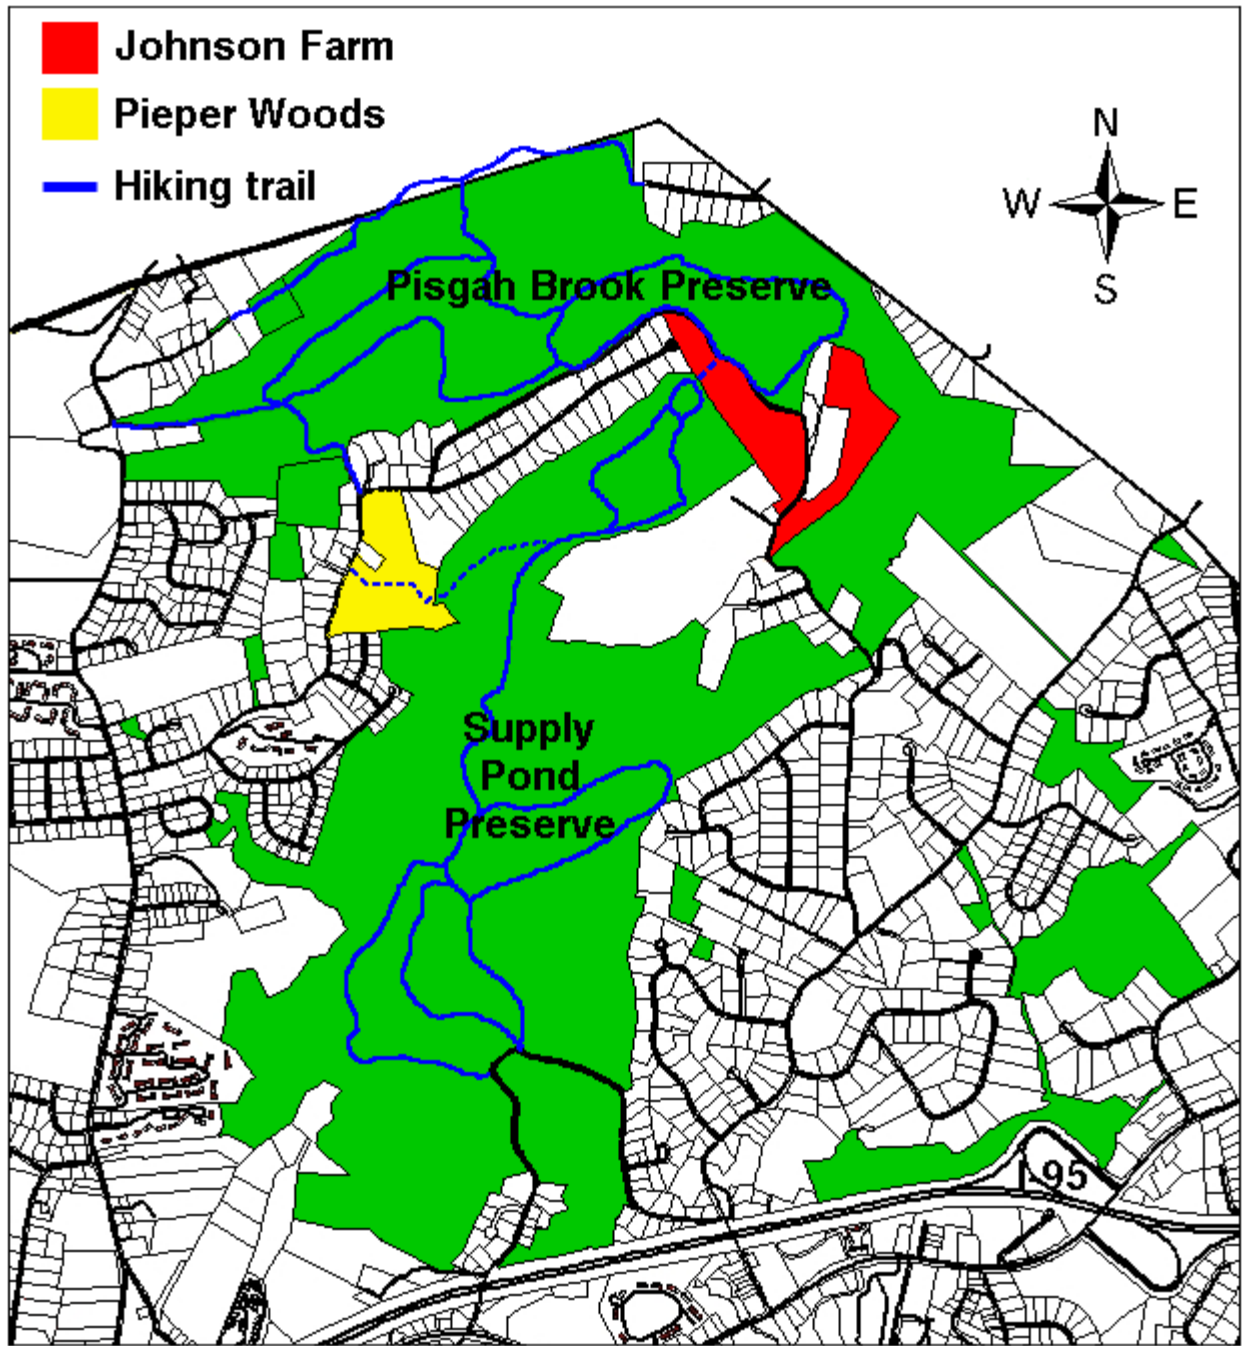 Johnson Farm
Pieper Woods
Hiking trail
N
W E
S
Pisgah Brook Preserve
Supply
Pond
Preserve
I-95